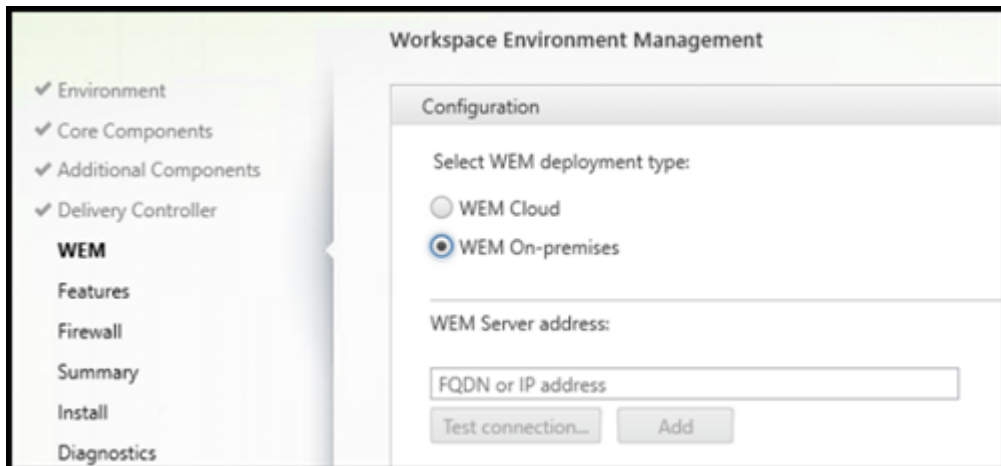 Workspace Environment Management
Environment
Core Components
Additional Components
Delivery Controller
WEM
Features
Firewall
Summary
Install
Diagnostics
Configuration
Select WEM deployment type:
WEM Cloud
WEM On-premises
WEM Server address:
FQDN or IP address
Test connection... Add